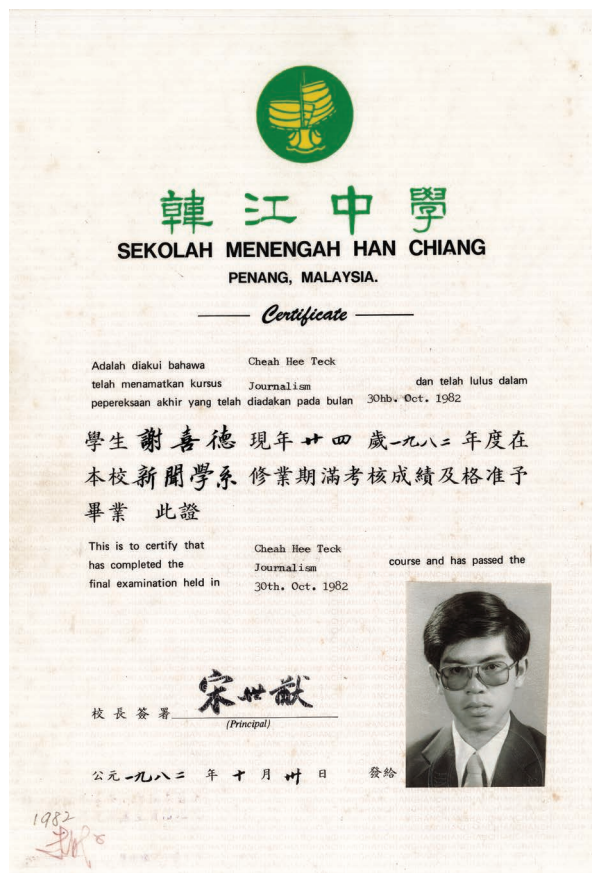 韓江中學
SEKOLAH MENENGAH HAN CHIANG
PENANG, MALAYSIA.
Certificate
Adalah diakui bahawa Cheah Hee Teck
telah menamatkan kursus Journalism dan telah lulus dalam
pepereksaan akhir yang telah diadakan pada bulan 30hb. Oct. 1982
學生 謝喜德 現年 廿四 歲一九八二 年度在
本校 新聞學系 修業期滿考核成績及格准予
畢業 此證
This is to certify that Cheah Hee Teck
has completed the Journalism course and has passed the
final examination held in 30th. Oct. 1982
校長簽署 宋世猷
(Principal)
公元一九八二 年 十 月 卅 日 發給
1982